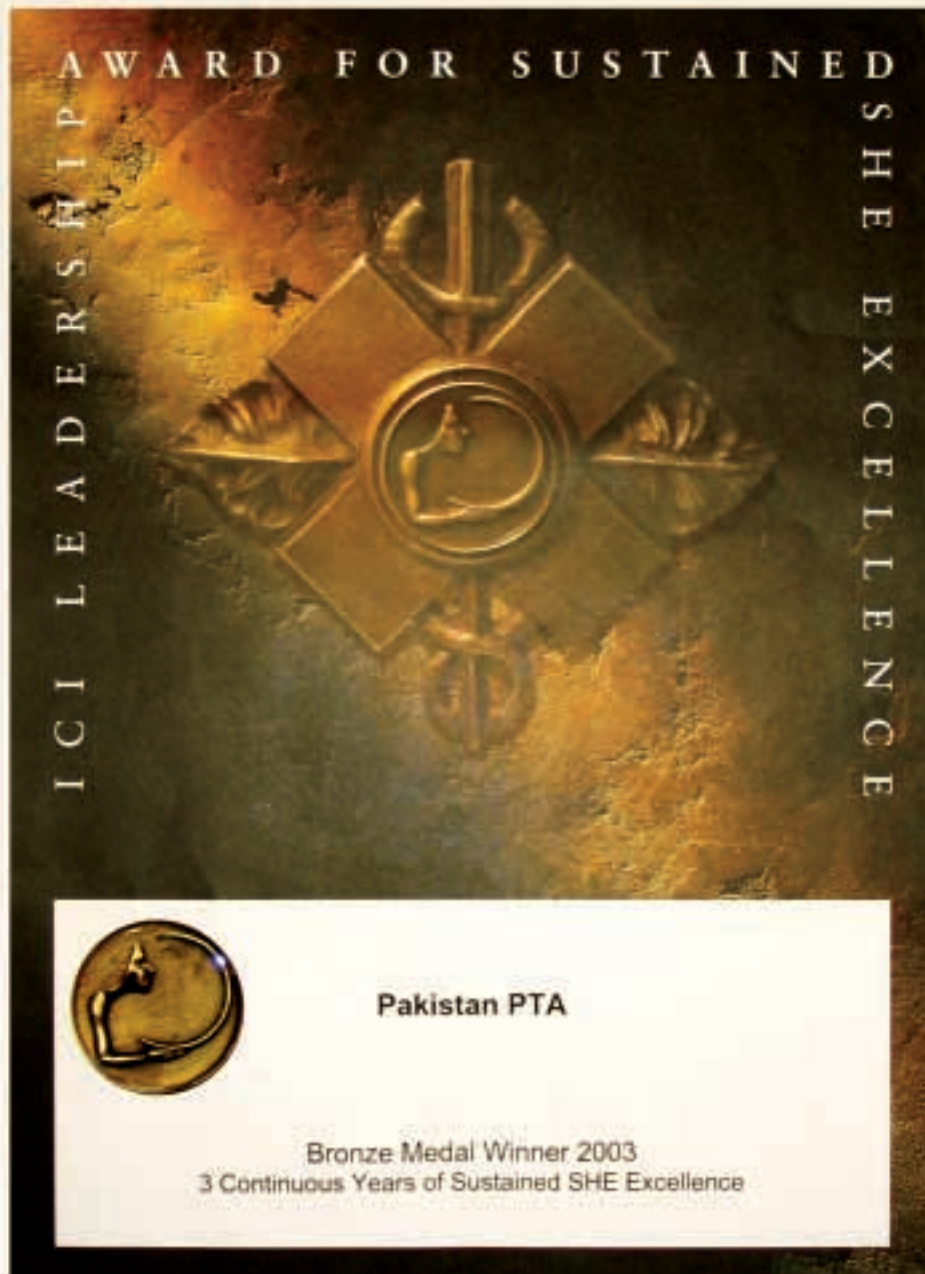 ICI LEADERSHIP
AWARD FOR SUSTAINED
SHE EXCELLENCE
Pakistan PTA
Bronze Medal Winner 2003
3 Continuous Years of Sustained SHE Excellence